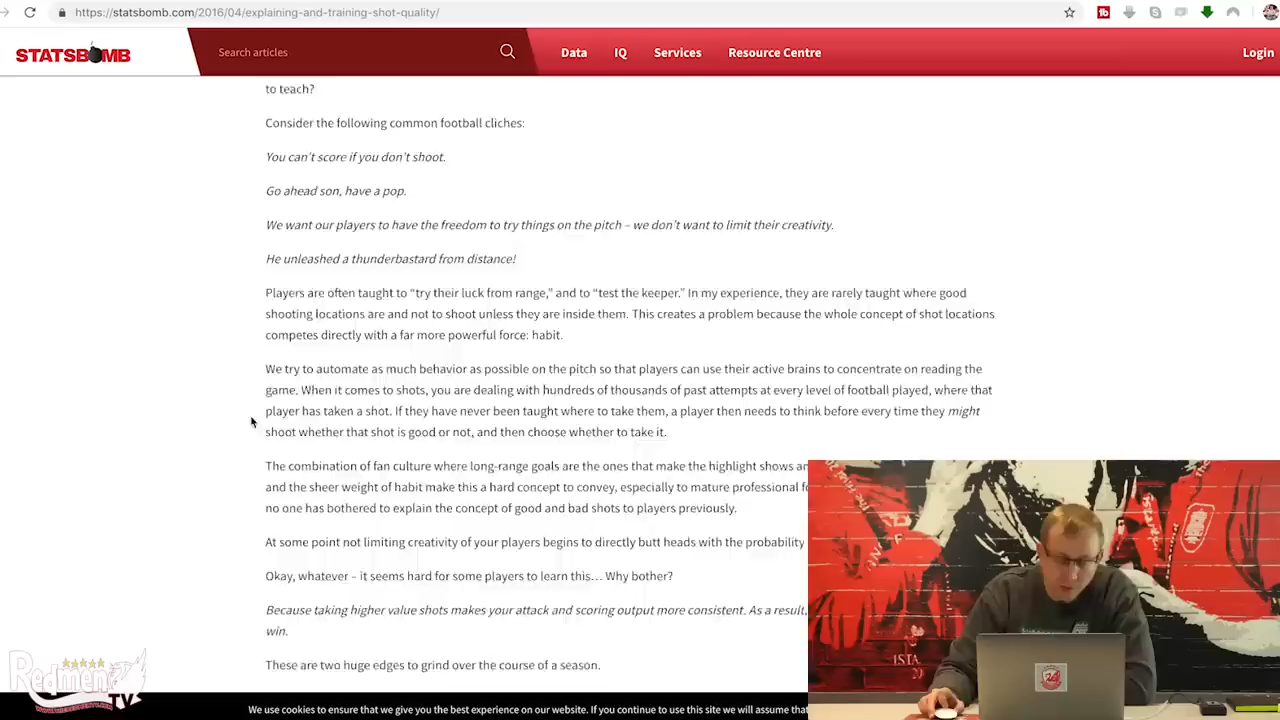 https://statsbomb.com/2016/04/explaining-and-training-shot-quality/
STATSBOMB
Search articles
Data
IQ
Services
Resource Centre
Login
to teach?
Consider the following common football cliches:
You can't score if you don't shoot.
Go ahead son, have a pop.
We want our players to have the freedom to try things on the pitch – we don't want to limit their creativity.
He unleashed a thunderbastard from distance!
Players are often taught to “try their luck from range,” and to “test the keeper.” In my experience, they are rarely taught where good
shooting locations are and not to shoot unless they are inside them. This creates a problem because the whole concept of shot locations
competes directly with a far more powerful force: habit.
We try to automate as much behavior as possible on the pitch so that players can use their active brains to concentrate on reading the
game. When it comes to shots, you are dealing with hundreds of thousands of past attempts at every level of football played, where that
player has taken a shot. If they have never been taught where to take them, a player then needs to think before every time they might
shoot whether that shot is good or not, and then choose whether to take it.
The combination of fan culture where long-range goals are the ones that make the highlight shows
and the sheer weight of habit make this a hard concept to convey, especially to mature professional
no one has bothered to explain the concept of good and bad shots to players previously.
At some point not limiting creativity of your players begins to directly butt heads with the probability
Okay, whatever – it seems hard for some players to learn this… Why bother?
Because taking higher value shots makes your attack and scoring output more consistent. As a result,
win.
These are two huge edges to grind over the course of a season.
Redmen
TV
We use cookies to ensure that we give you the best experience on our website. If you continue to use this site we will assume that